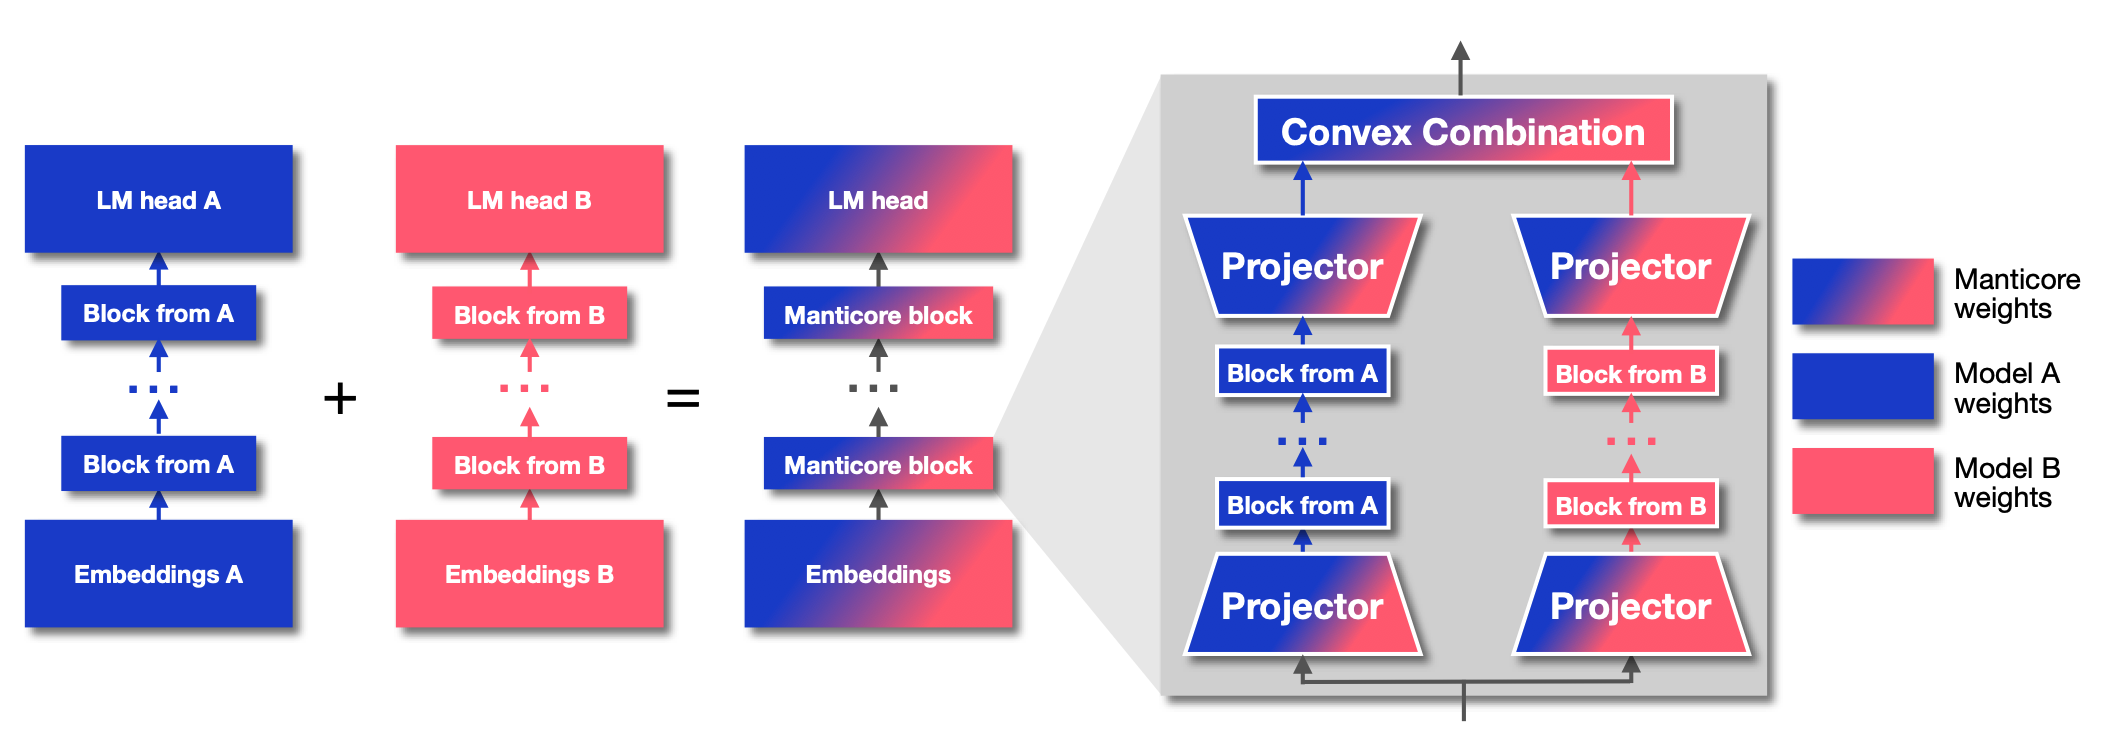 LM head A
Block from A
...
Block from A
Embeddings A
+
LM head B
Block from B
...
Block from B
Embeddings B
=
LM head
Manticore block
...
Manticore block
Embeddings
Convex Combination
Projector
Projector
Block from A
Block from B
...
...
Block from A
Block from B
Projector
Projector
Manticore
weights
Model A
weights
Model B
weights